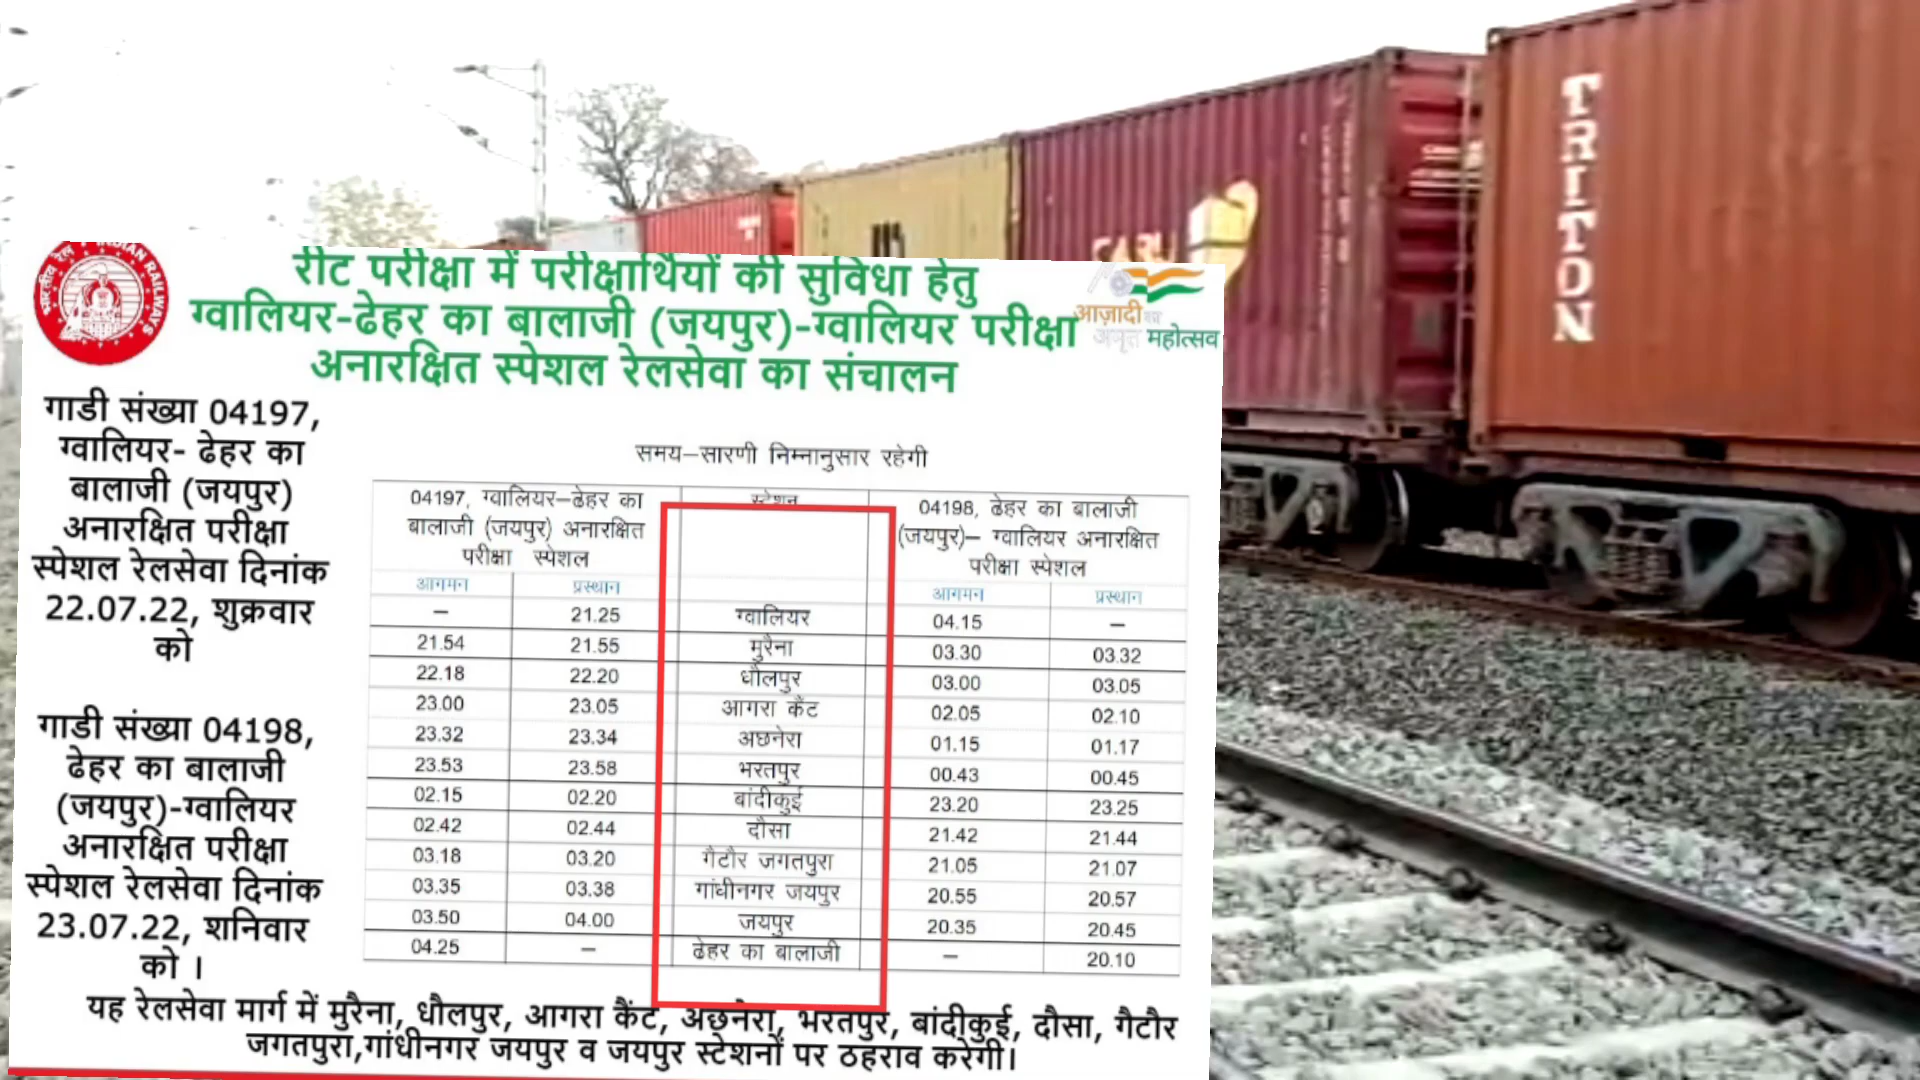 TRITON
भारतीय रेल INDIAN RAILWAYS
रीट परीक्षा में परीक्षार्थियों की सुविधा हेतु
ग्वालियर-ढेहर का बालाजी (जयपुर)-ग्वालियर परीक्षा
अनारक्षित स्पेशल रेलसेवा का संचालन
आज़ादी का
अमृत महोत्सव
गाडी संख्या 04197,
ग्वालियर- ढेहर का
बालाजी (जयपुर)
अनारक्षित परीक्षा
स्पेशल रेलसेवा दिनांक
22.07.22, शुक्रवार
को
गाडी संख्या 04198,
ढेहर का बालाजी
(जयपुर)-ग्वालियर
अनारक्षित परीक्षा
स्पेशल रेलसेवा दिनांक
23.07.22, शनिवार
को ।
समय–सारणी निम्नानुसार रहेगी
04197, ग्वालियर–ढेहर का
बालाजी (जयपुर) अनारक्षित
परीक्षा स्पेशल
स्टेशन
04198, ढेहर का बालाजी
(जयपुर)– ग्वालियर अनारक्षित
परीक्षा स्पेशल
आगमन प्रस्थान आगमन प्रस्थान
– 21.25 ग्वालियर 04.15 –
21.54 21.55 मुरैना 03.30 03.32
22.18 22.20 धौलपुर 03.00 03.05
23.00 23.05 आगरा कैंट 02.05 02.10
23.32 23.34 अछनेरा 01.15 01.17
23.53 23.58 भरतपुर 00.43 00.45
02.15 02.20 बांदीकुई 23.20 23.25
02.42 02.44 दौसा 21.42 21.44
03.18 03.20 गैटौर जगतपुरा 21.05 21.07
03.35 03.38 गांधीनगर जयपुर 20.55 20.57
03.50 04.00 जयपुर 20.35 20.45
04.25 – ढेहर का बालाजी – 20.10
यह रेलसेवा मार्ग में मुरैना, धौलपुर, आगरा कैंट, अछनेरा, भरतपुर, बांदीकुई, दौसा, गैटौर
जगतपुरा,गांधीनगर जयपुर व जयपुर स्टेशनों पर ठहराव करेगी।